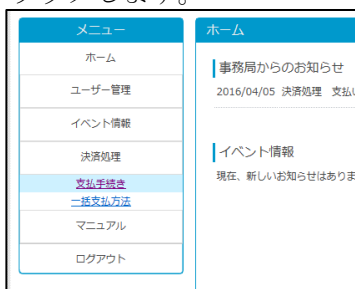 メニュー
ホーム
ユーザー管理
イベント情報
決済処理
支払手続き
一括支払方法
マニュアル
ログアウト
ホーム
事務局からのお知らせ
2016/04/05 決済処理 支払い
イベント情報
現在、新しいお知らせはありま